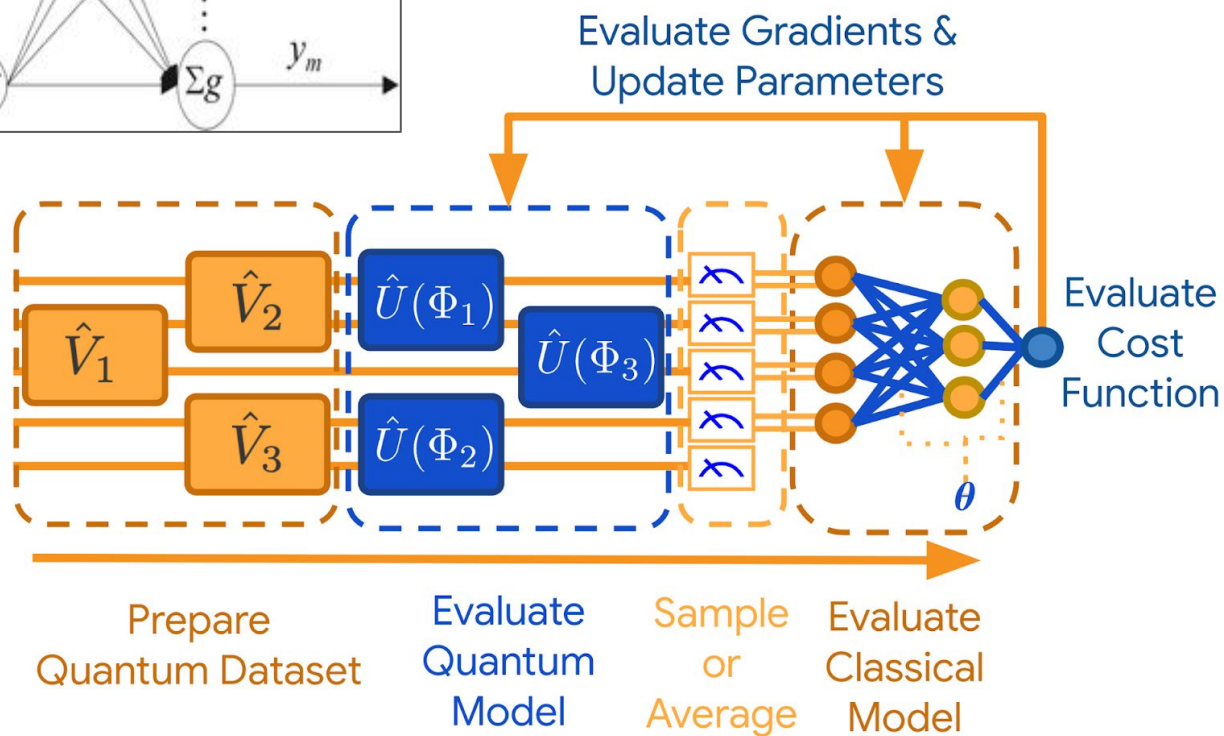 Σg
yₘ
Evaluate Gradients &
Update Parameters
V̂₁
V̂₂
V̂₃
Û(Φ₁)
Û(Φ₂)
Û(Φ₃)
θ
Evaluate
Cost
Function
Prepare
Quantum Dataset
Evaluate
Quantum
Model
Sample
or
Average
Evaluate
Classical
Model